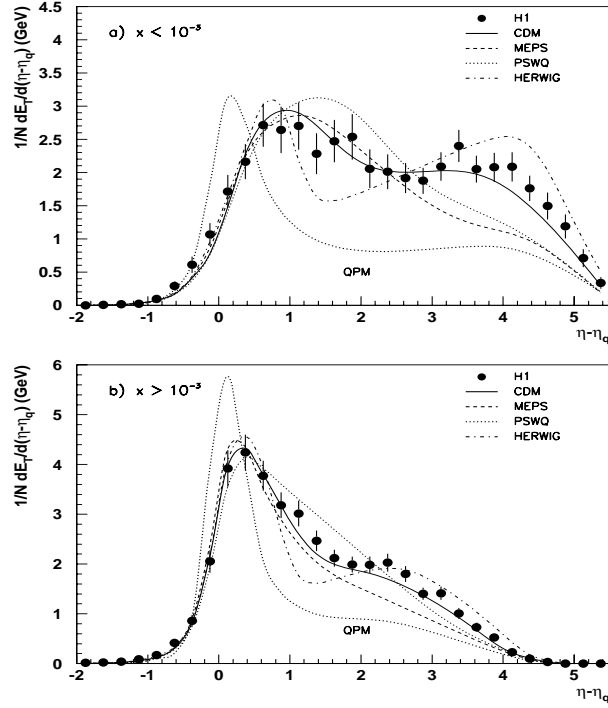 1/N dE_T/d(η-η_q) (GeV)
4.5
4
3.5
3
2.5
2
1.5
1
0.5
0
a) x < 10⁻³
H1
CDM
MEPS
PSWQ
HERWIG
QPM
-2 -1 0 1 2 3 4 5
η-η_q
1/N dE_T/d(η-η_q) (GeV)
6
5
4
3
2
1
0
b) x > 10⁻³
H1
CDM
MEPS
PSWQ
HERWIG
QPM
-2 -1 0 1 2 3 4 5
η-η_q